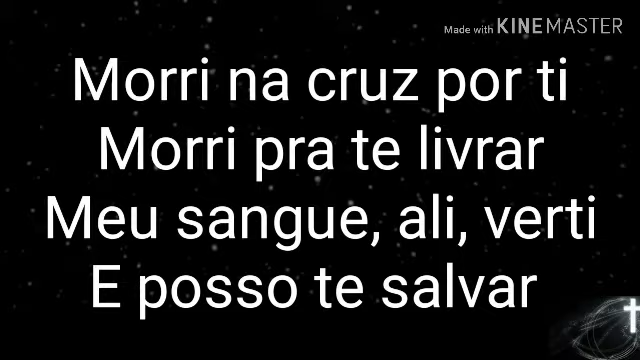 Made with KINEMASTER
Morri na cruz por ti
Morri pra te livrar
Meu sangue, ali, verti
E posso te salvar